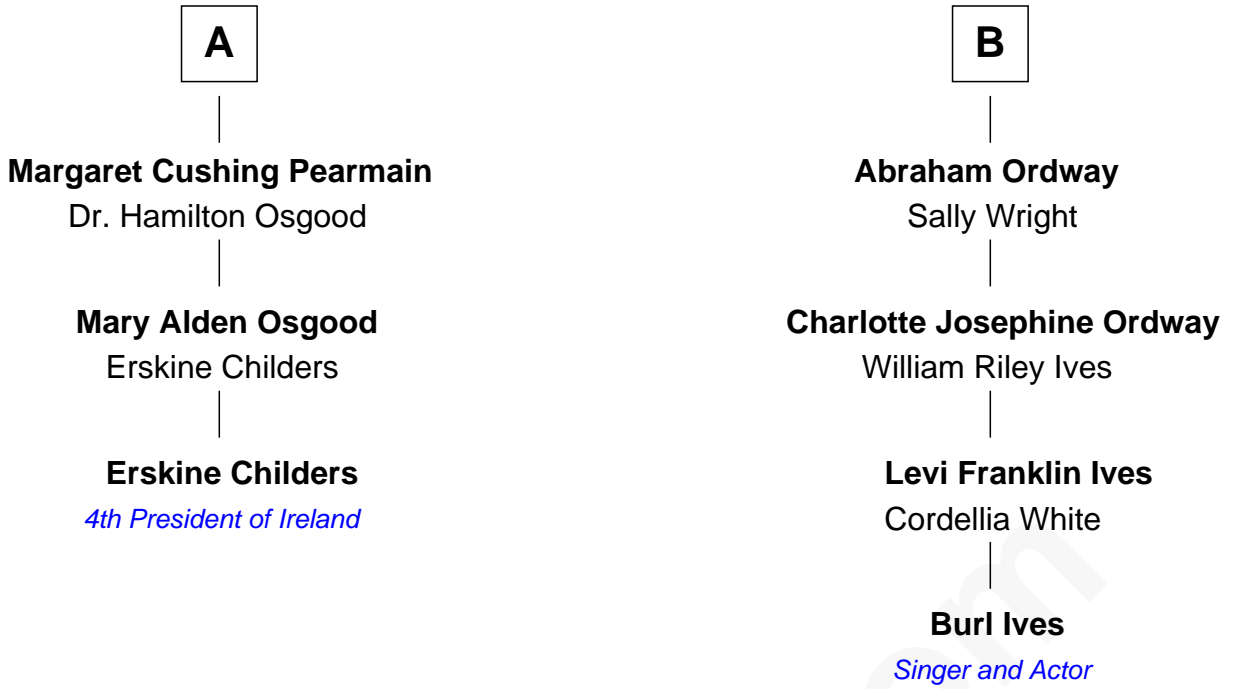 A
Margaret Cushing Pearmain
Dr. Hamilton Osgood
Mary Alden Osgood
Erskine Childers
Erskine Childers
4th President of Ireland
B
Abraham Ordway
Sally Wright
Charlotte Josephine Ordway
William Riley Ives
Levi Franklin Ives
Cordellia White
Burl Ives
Singer and Actor